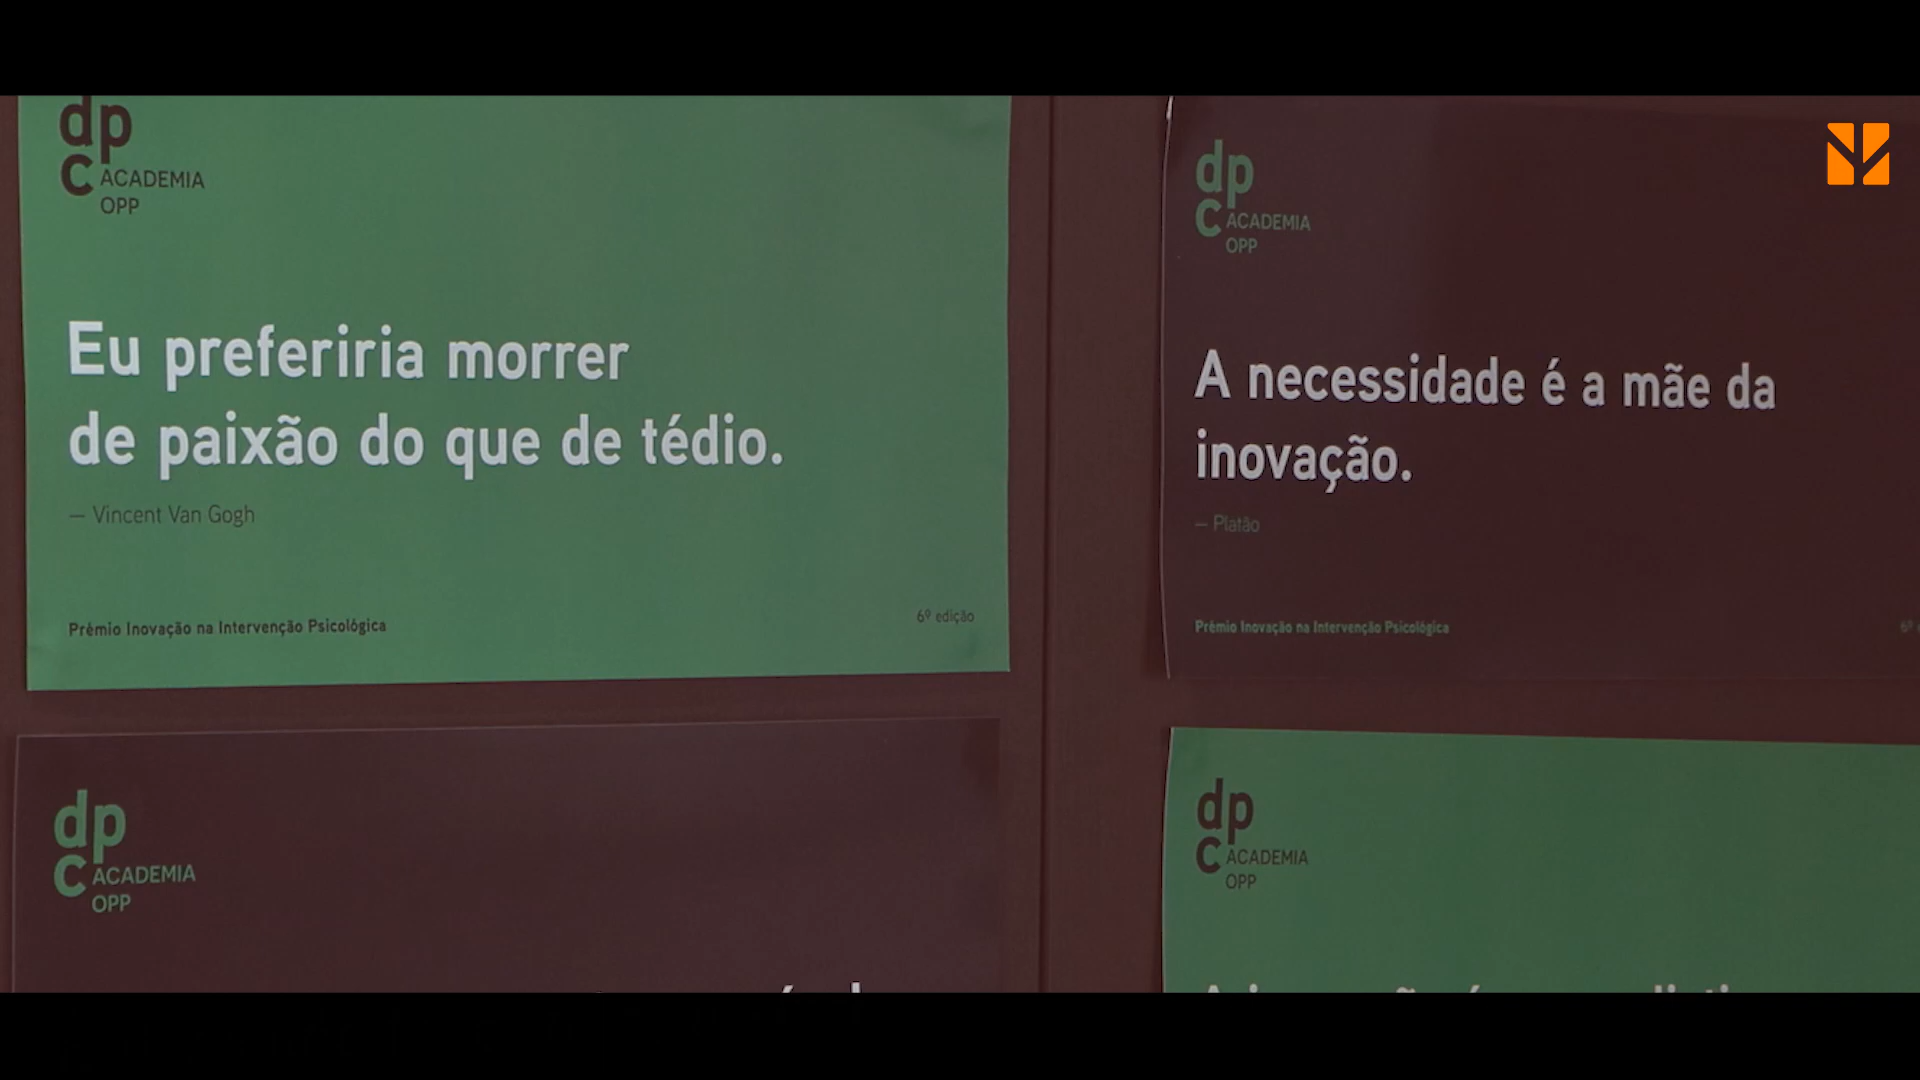 dp
c ACADEMIA
OPP
Eu preferiria morrer
de paixão do que de tédio.
— Vincent Van Gogh
Prémio Inovação na Intervenção Psicológica
6º edição
dp
c ACADEMIA
OPP
A necessidade é a mãe da
inovação.
— Platão
Prémio Inovação na Intervenção Psicológica
6º
dp
c ACADEMIA
OPP
dp
c ACADEMIA
OPP